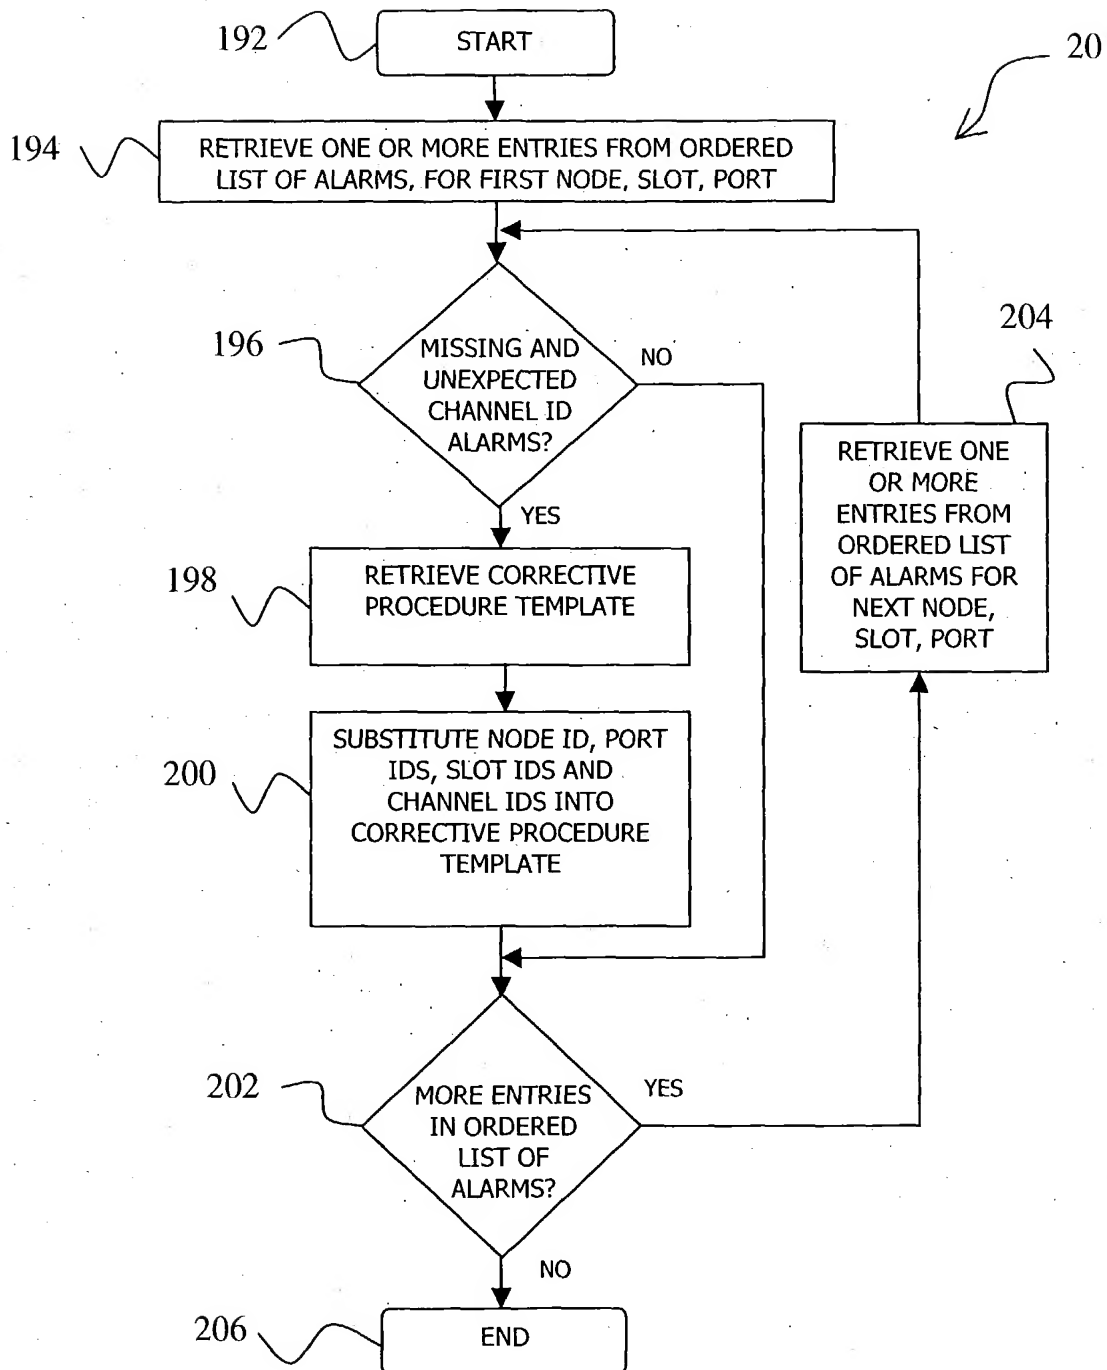 192
START
20
194
RETRIEVE ONE OR MORE ENTRIES FROM ORDERED
LIST OF ALARMS, FOR FIRST NODE, SLOT, PORT
196
MISSING AND
UNEXPECTED
CHANNEL ID
ALARMS?
NO
204
RETRIEVE ONE
OR MORE
ENTRIES FROM
ORDERED LIST
OF ALARMS FOR
NEXT NODE,
SLOT, PORT
YES
198
RETRIEVE CORRECTIVE
PROCEDURE TEMPLATE
200
SUBSTITUTE NODE ID, PORT
IDS, SLOT IDS AND
CHANNEL IDS INTO
CORRECTIVE PROCEDURE
TEMPLATE
202
MORE ENTRIES
IN ORDERED
LIST OF
ALARMS?
YES
NO
206
END